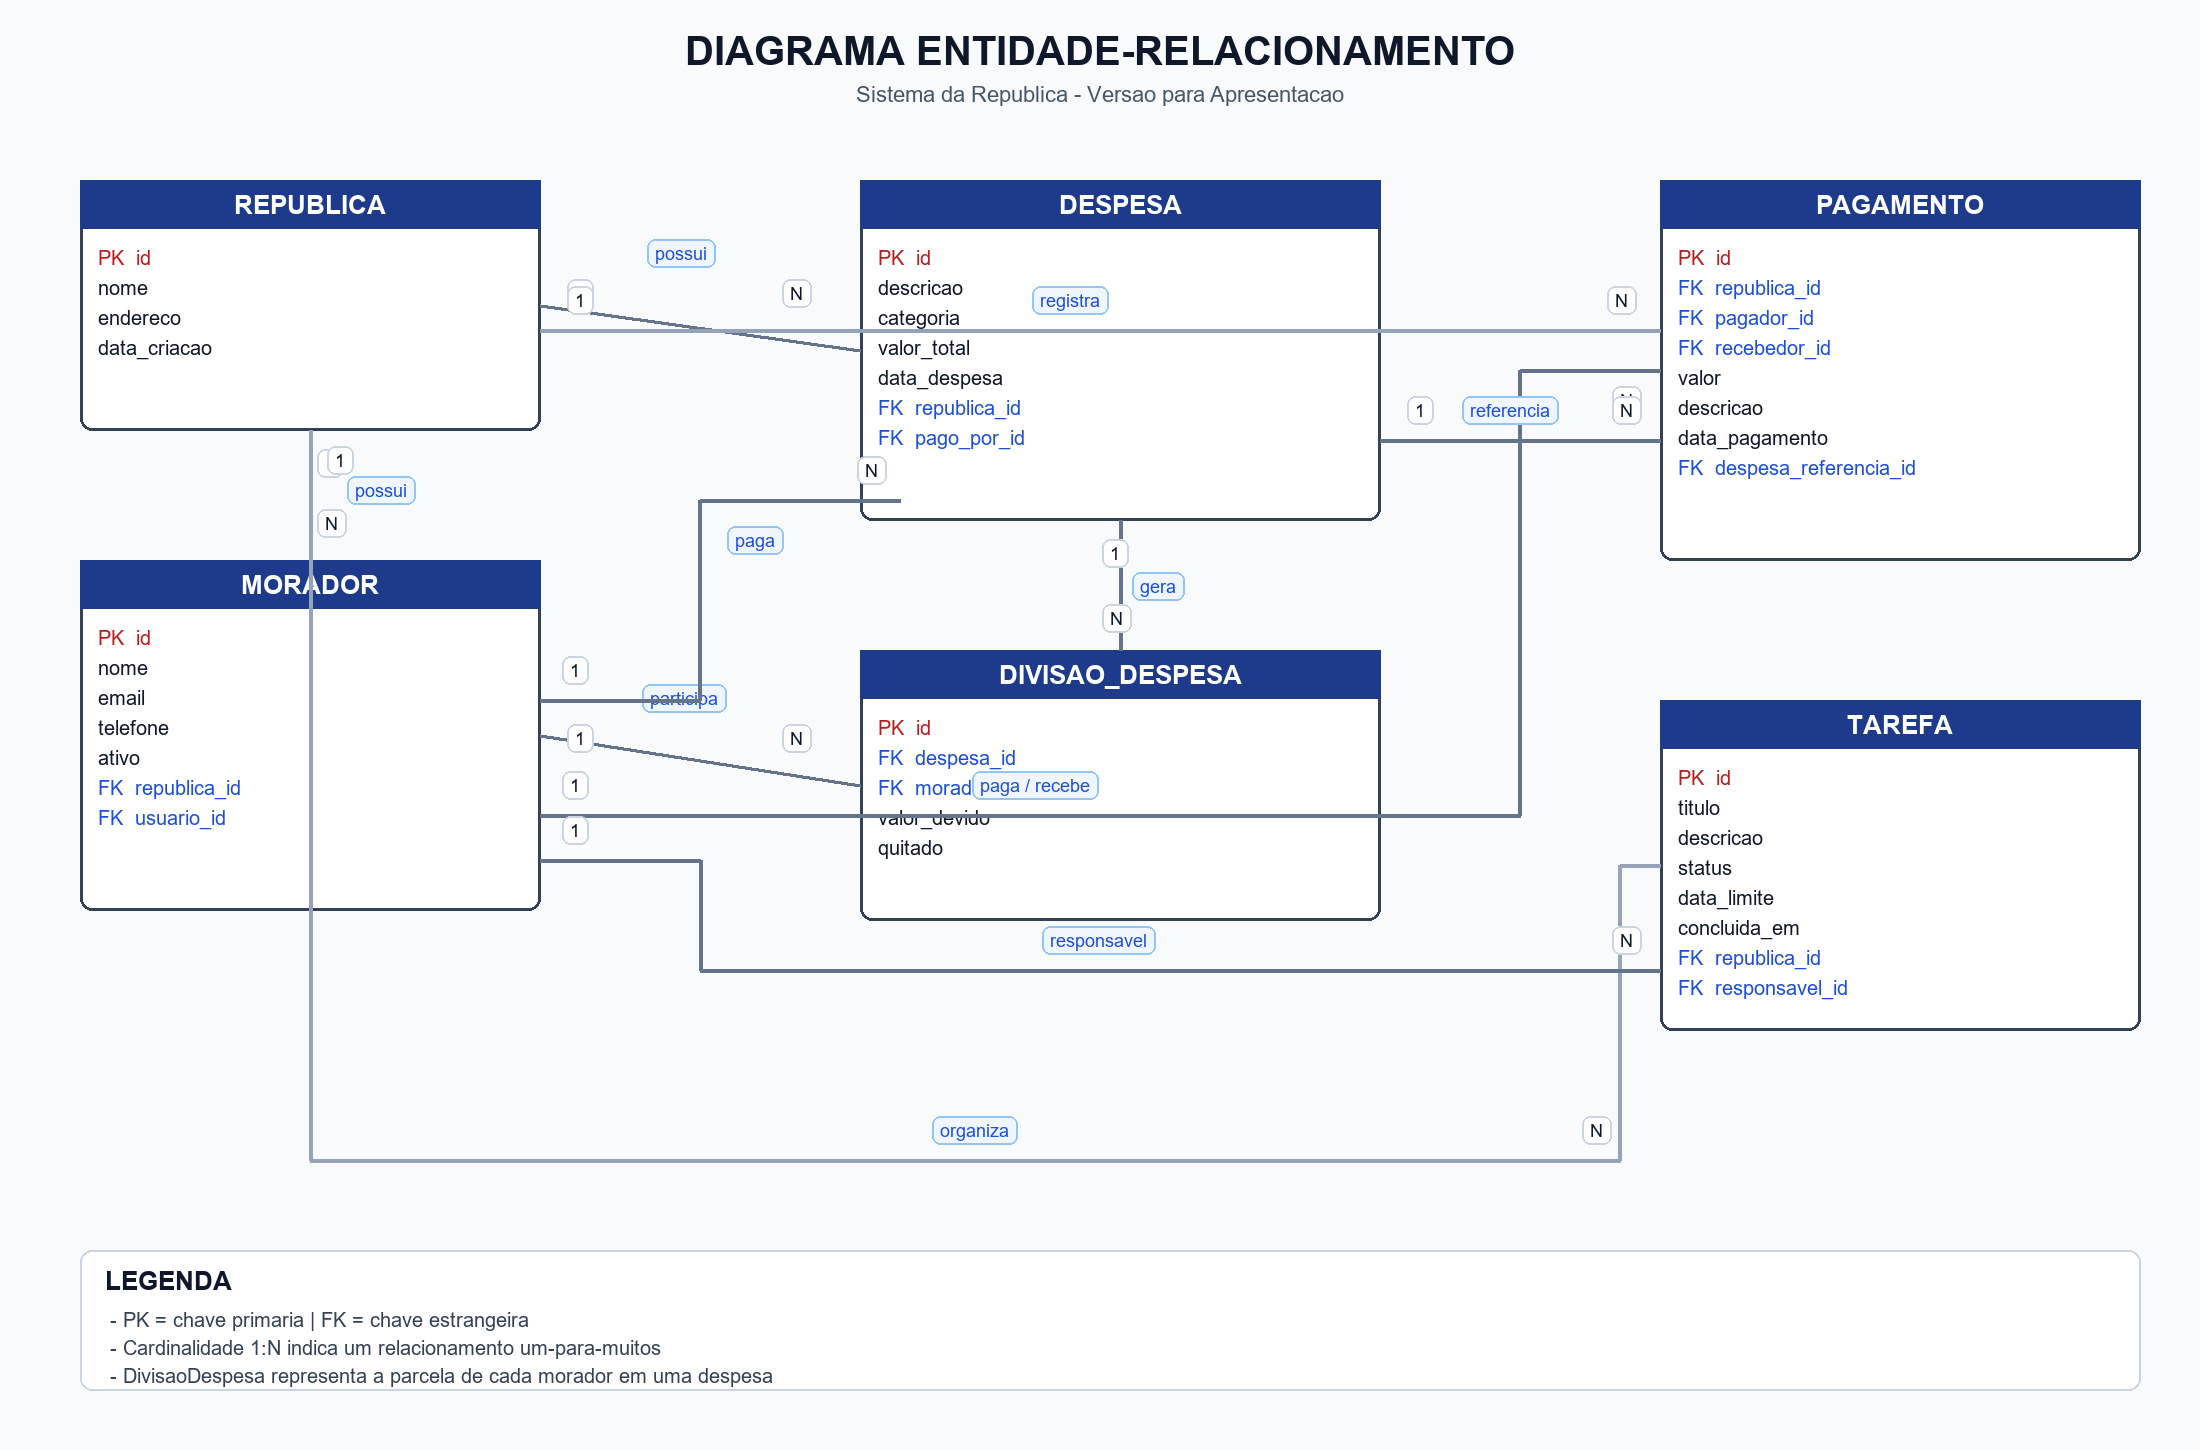 DIAGRAMA ENTIDADE-RELACIONAMENTO
Sistema da Republica - Versao para Apresentacao
REPUBLICA
PK id
nome
endereco
data_criacao
possui
1
N
DESPESA
PK id
descricao
registra
categoria
valor_total
data_despesa
FK republica_id
FK pago_por_id
N
PAGAMENTO
PK id
FK republica_id
FK pagador_id
FK recebedor_id
valor
descricao
data_pagamento
FK despesa_referencia_id
N
1
referencia
N
1
possui
N
paga
1
gera
N
MORADOR
PK id
nome
email
telefone
ativo
FK republica_id
FK usuario_id
1
participa
1
N
1
1
DIVISAO_DESPESA
PK id
FK despesa_id
FK morad
paga / recebe
valor_devido
quitado
responsavel
TAREFA
PK id
titulo
descricao
status
data_limite
concluida_em
FK republica_id
FK responsavel_id
N
organiza
N
LEGENDA
- PK = chave primaria | FK = chave estrangeira
- Cardinalidade 1:N indica um relacionamento um-para-muitos
- DivisaoDespesa representa a parcela de cada morador em uma despesa